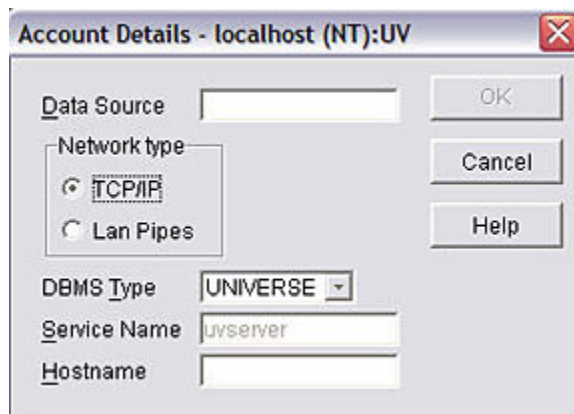 Account Details - localhost (NT):UV
Data Source
OK
Network type
TCP/IP
Cancel
Lan Pipes
Help
DBMS Type UNIVERSE
Service Name uvserver
Hostname